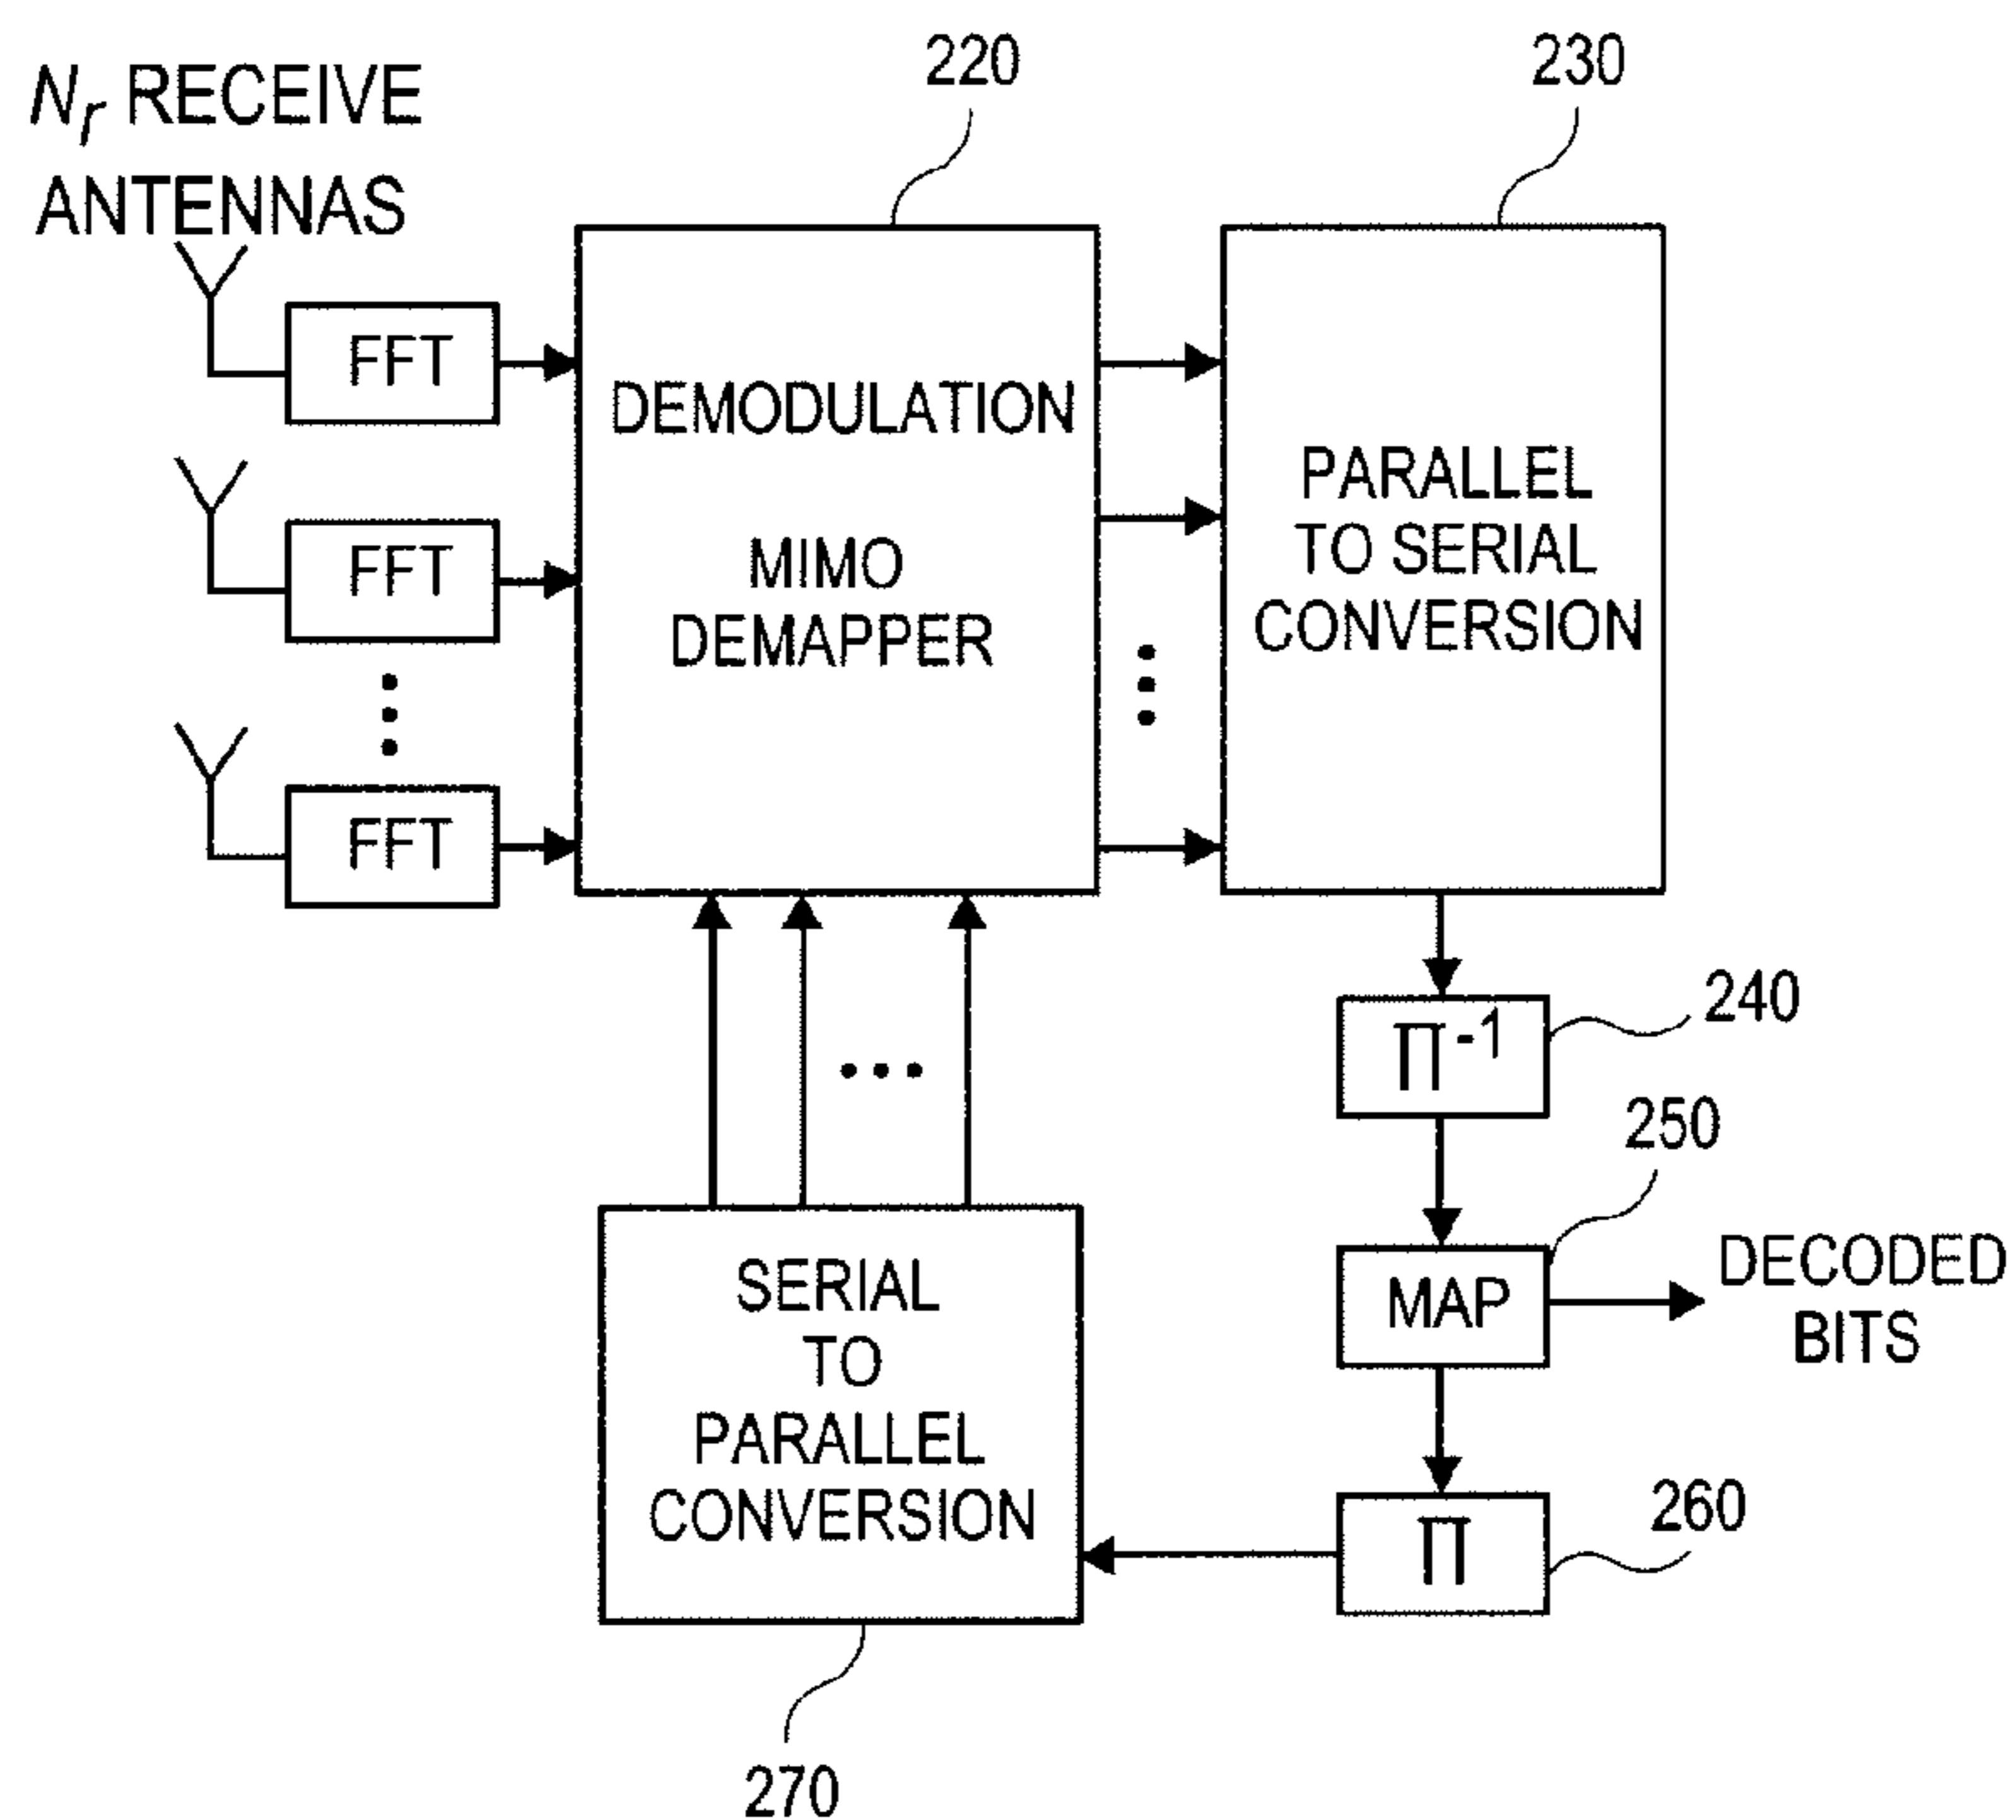 220
230
N_r RECEIVE
ANTENNAS
FFT
FFT
FFT
DEMODULATION
MIMO
DEMAPPER
PARALLEL
TO SERIAL
CONVERSION
240
∏⁻¹
250
MAP
DECODED
BITS
SERIAL
TO
PARALLEL
CONVERSION
260
∏
270